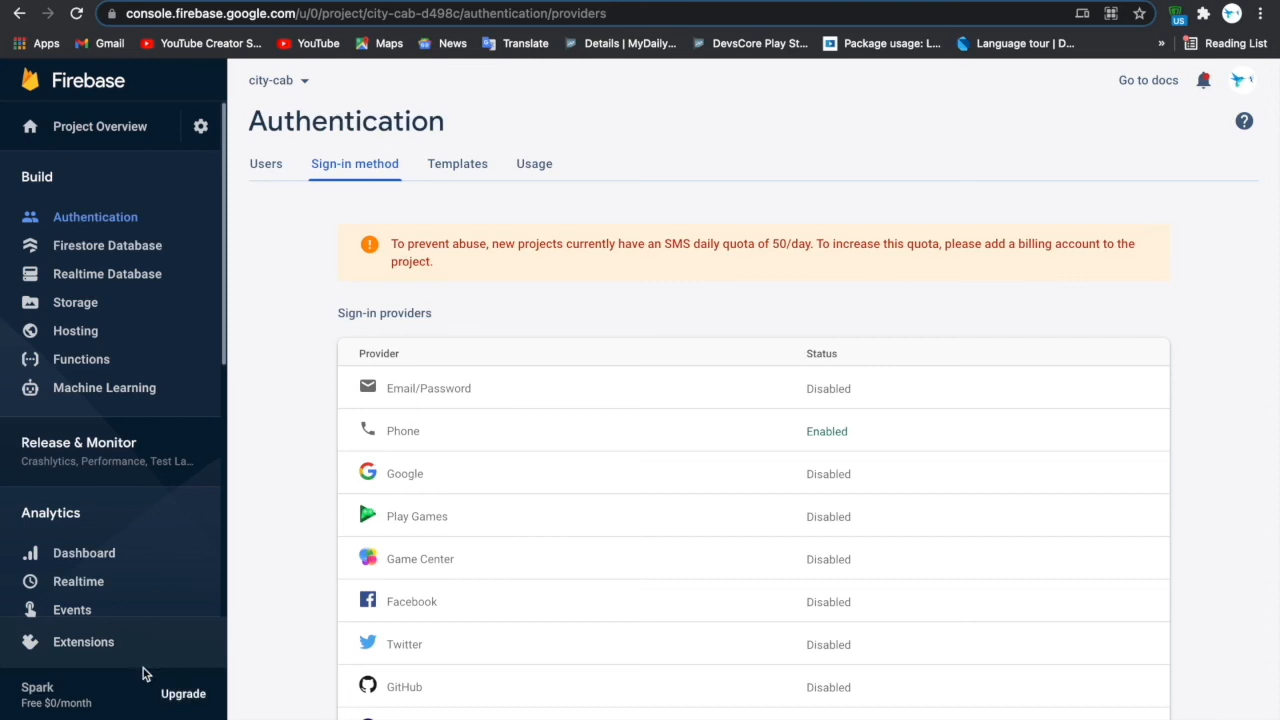 console.firebase.google.com/u/0/project/city-cab-d498c/authentication/providers
US
Apps
Gmail
YouTube Creator S...
YouTube
Maps
News
Translate
Details | MyDaily...
DevsCore Play St...
Package usage: L...
Language tour | D...
»
Reading List
Firebase
city-cab
Go to docs
Project Overview
Authentication
?
Users
Sign-in method
Templates
Usage
Build
Authentication
Firestore Database
Realtime Database
Storage
Hosting
Functions
Machine Learning
Release & Monitor
Crashlytics, Performance, Test La...
Analytics
Dashboard
Realtime
Events
Extensions
Spark
Free $0/month
Upgrade
! To prevent abuse, new projects currently have an SMS daily quota of 50/day. To increase this quota, please add a billing account to the
project.
Sign-in providers
Provider Status
Email/Password Disabled
Phone Enabled
Google Disabled
Play Games Disabled
Game Center Disabled
Facebook Disabled
Twitter Disabled
GitHub Disabled